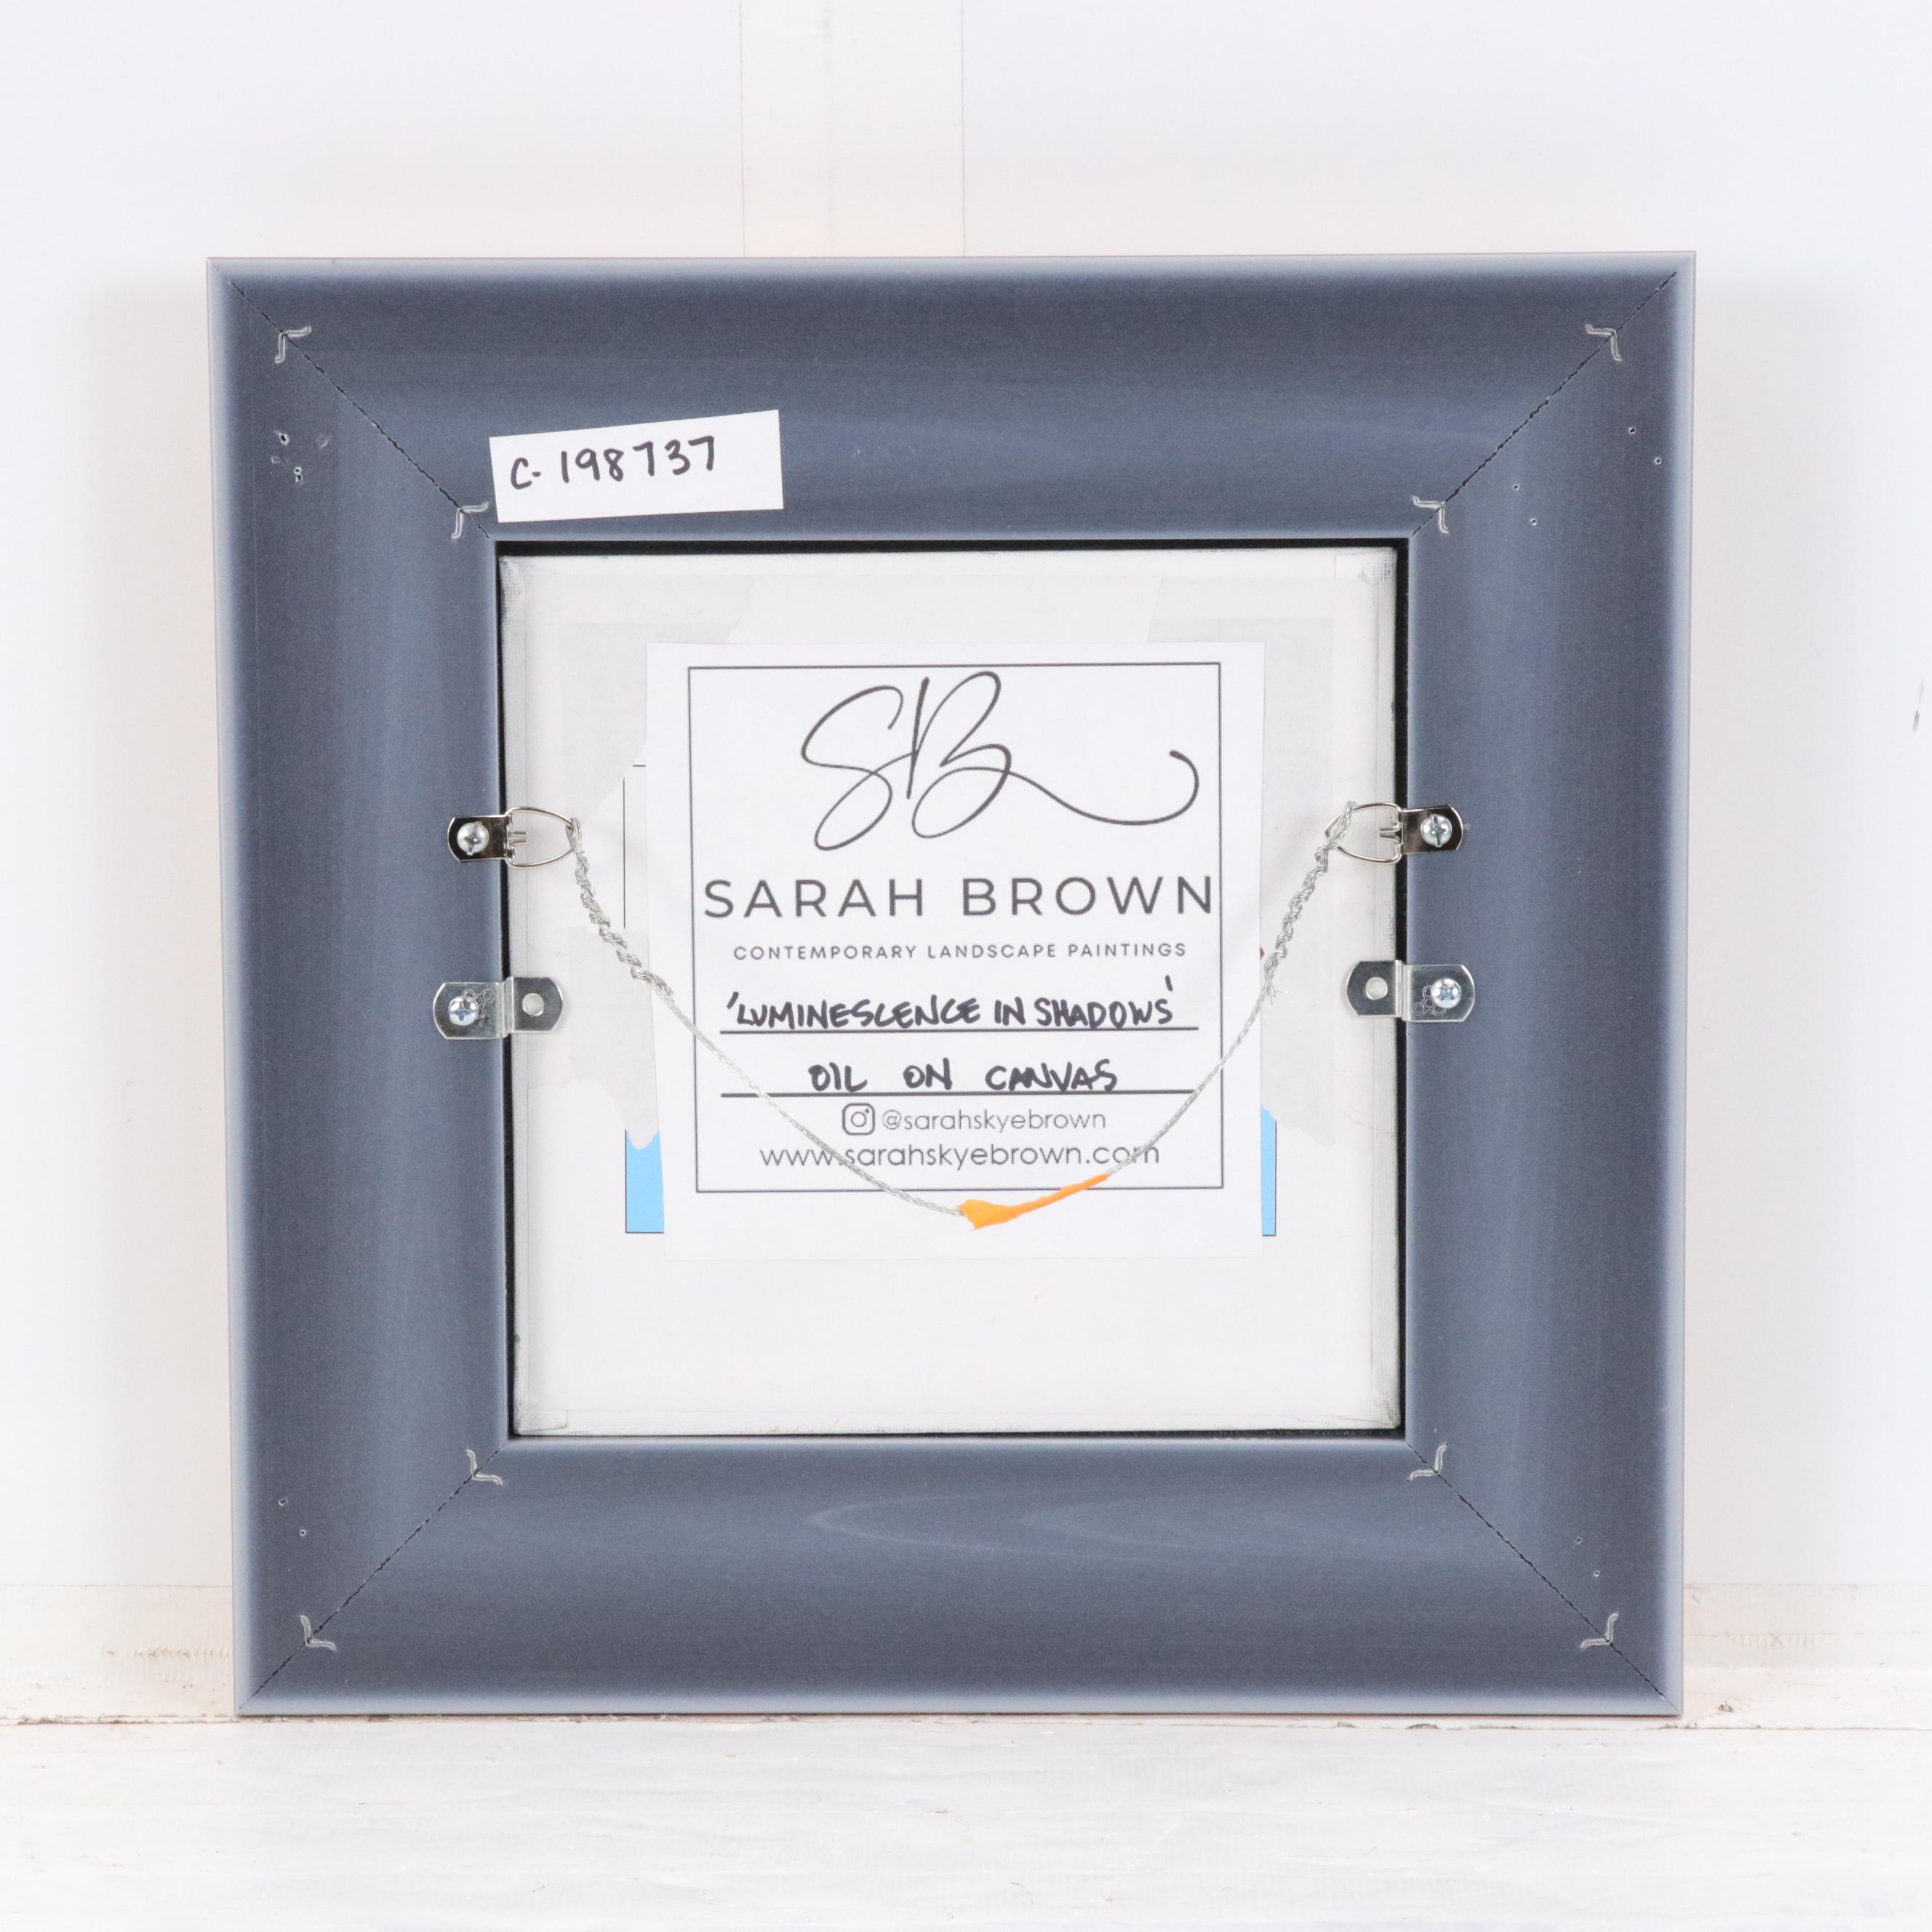 C-198737
SB
SARAH BROWN
CONTEMPORARY LANDSCAPE PAINTINGS
'LUMINESCENCE IN SHADOWS'
OIL ON CANVAS
@sarahskyebrown
www.sarahskyebrown.com